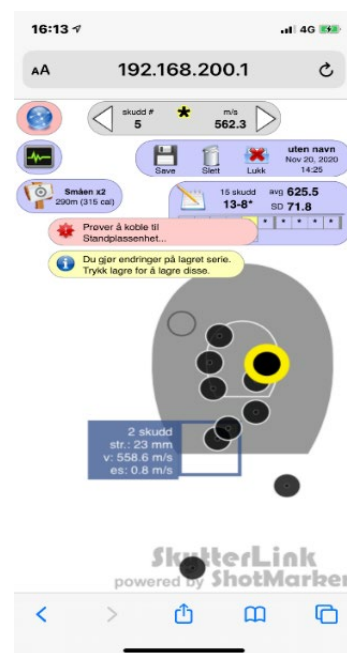 16:13
4G
AA
192.168.200.1
skudd #
5
m/s
562.3
Save
Slett
Lukk
uten navn
Nov 20, 2020
14:25
Småen x2
290m (315 cal)
15 skudd
13-8*
avg 625.5
SD 71.8
Prøver å koble til
Standplassenhet...
Du gjør endringer på lagret serie.
Trykk lagre for å lagre disse.
2 skudd
str.: 23 mm
v: 558.6 m/s
es: 0.8 m/s
SkutterLink
powered by ShotMarker